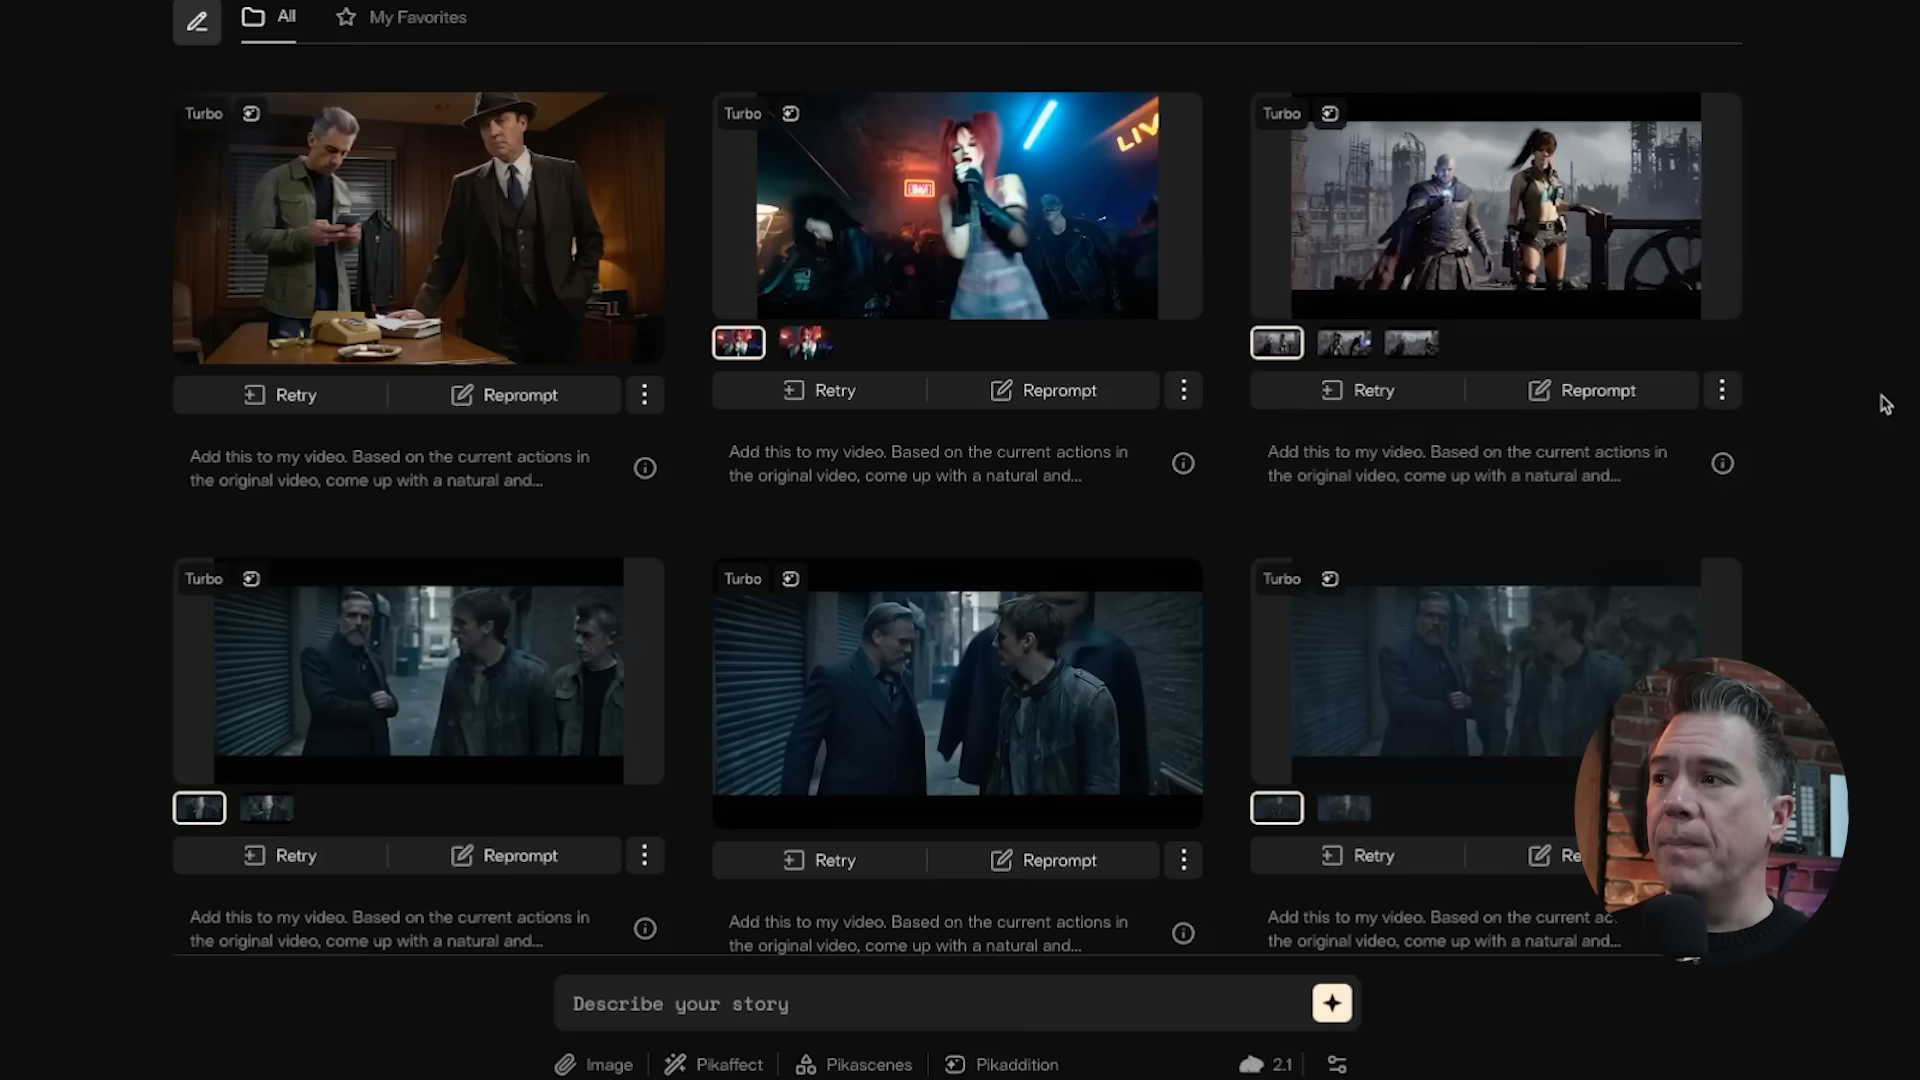 All
My Favorites
Turbo
Turbo
Turbo
LIV
Retry
Reprompt
Retry
Reprompt
Retry
Reprompt
Add this to my video. Based on the current actions in
the original video, come up with a natural and...
Add this to my video. Based on the current actions in
the original video, come up with a natural and...
Add this to my video. Based on the current actions in
the original video, come up with a natural and...
Turbo
Turbo
Turbo
Retry
Reprompt
Retry
Reprompt
Retry
Re
Add this to my video. Based on the current actions in
the original video, come up with a natural and...
Add this to my video. Based on the current actions in
the original video, come up with a natural and...
Add this to my video. Based on the current ac
the original video, come up with a natural and...
Describe your story
Image
Pikaffect
Pikascenes
Pikaddition
2.1